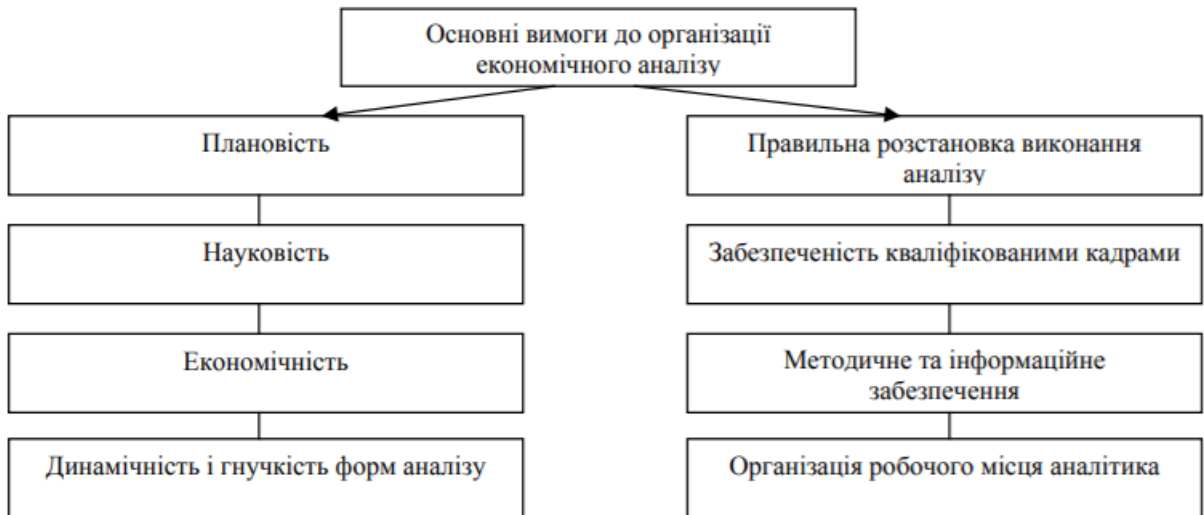 Основні вимоги до організації
економічного аналізу
Плановість
Правильна розстановка виконання
аналізу
Науковість
Забезпеченість кваліфікованими кадрами
Економічність
Методичне та інформаційне
забезпечення
Динамічність і гнучкість форм аналізу
Організація робочого місця аналітика